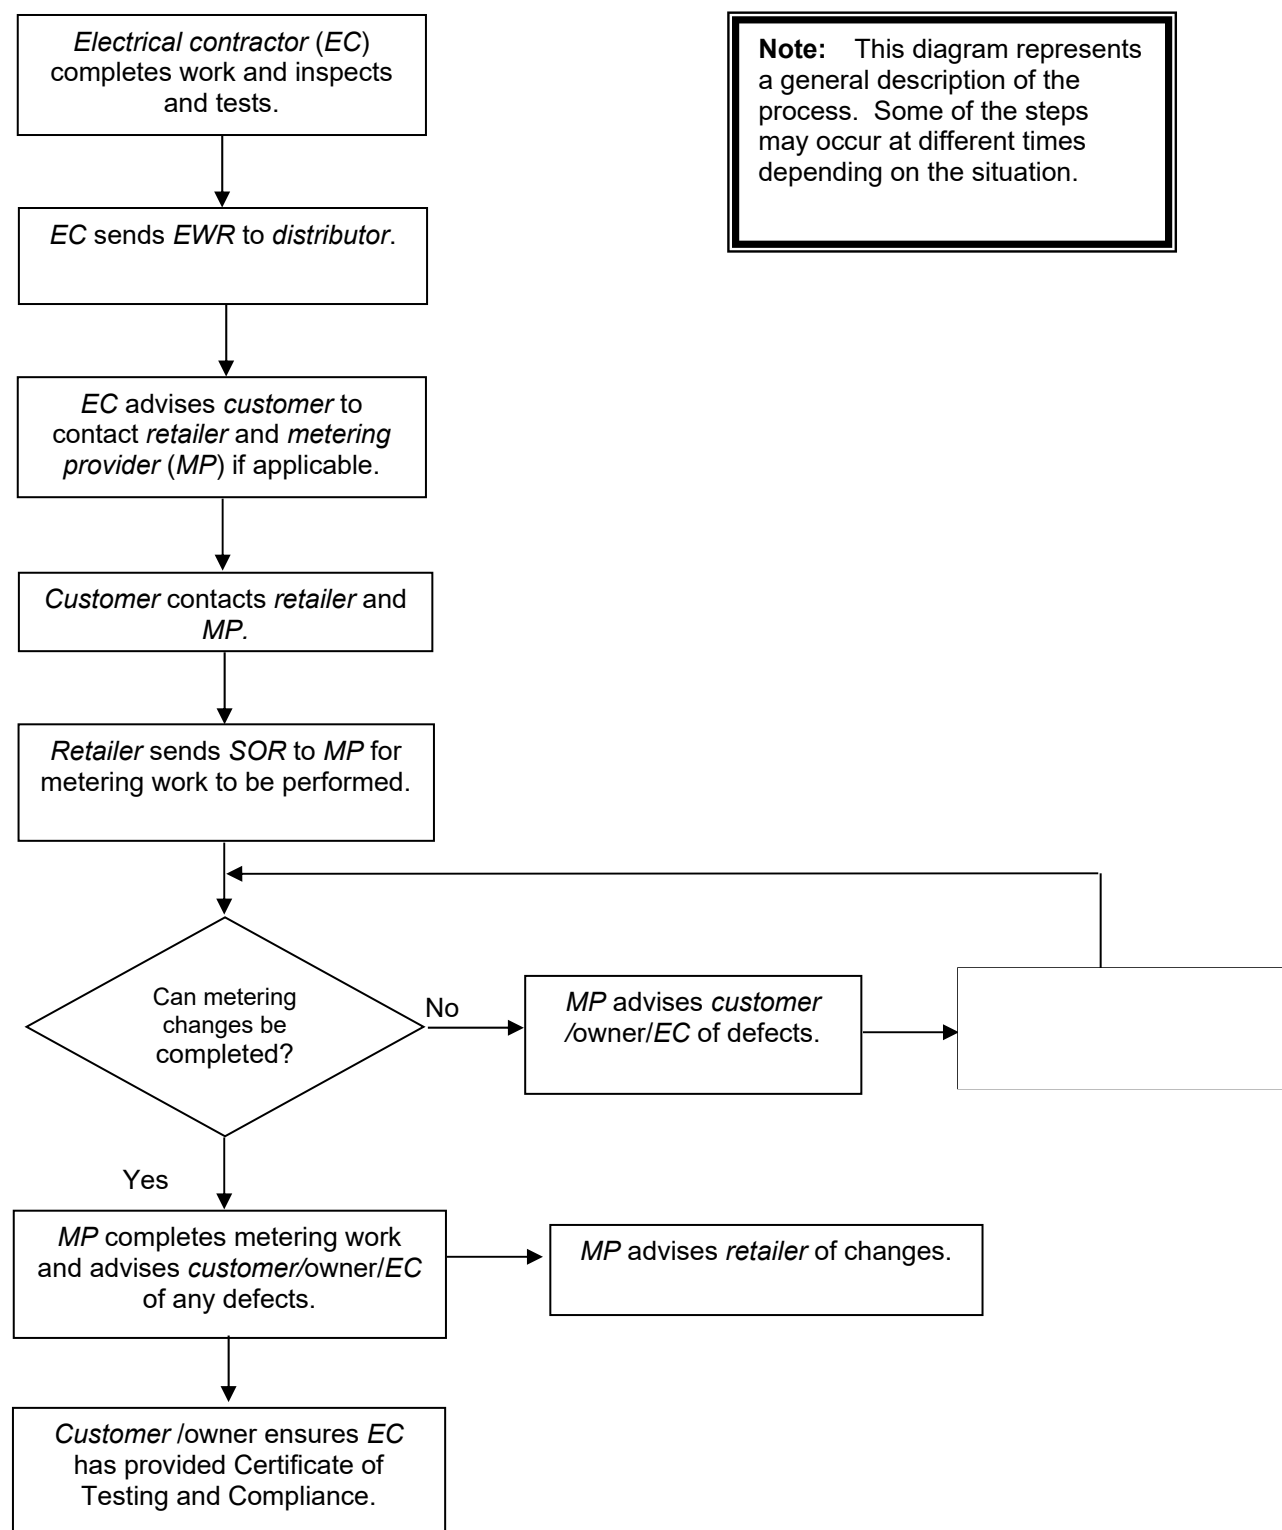 Electrical contractor (EC)
completes work and inspects
and tests.
Note: This diagram represents
a general description of the
process. Some of the steps
may occur at different times
depending on the situation.
EC sends EWR to distributor.
EC advises customer to
contact retailer and metering
provider (MP) if applicable.
Customer contacts retailer and
MP.
Retailer sends SOR to MP for
metering work to be performed.
Can metering
changes be
completed?
No
MP advises customer
/owner/EC of defects.
Yes
MP completes metering work
and advises customer/owner/EC
of any defects.
MP advises retailer of changes.
Customer /owner ensures EC
has provided Certificate of
Testing and Compliance.